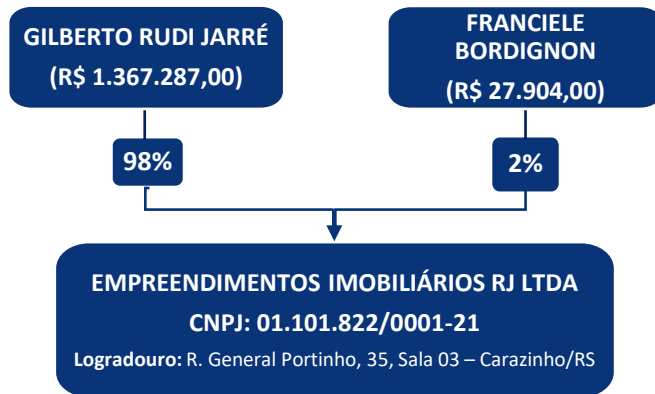 GILBERTO RUDI JARRÉ
(R$ 1.367.287,00)
FRANCIELE
BORDIGNON
(R$ 27.904,00)
98%
2%
EMPREENDIMENTOS IMOBILIÁRIOS RJ LTDA
CNPJ: 01.101.822/0001-21
Logradouro: R. General Portinho, 35, Sala 03 – Carazinho/RS